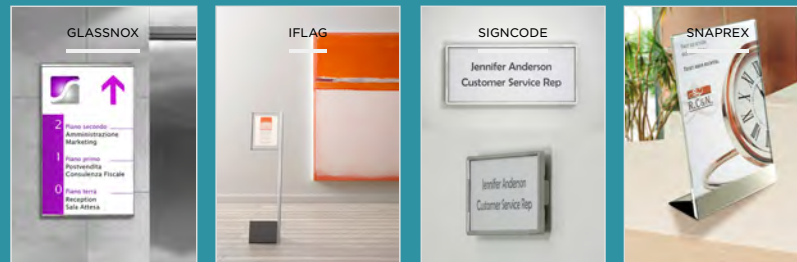 GLASSNOX
2 Piano secondo
Amministrazione
Marketing
1 Piano primo
Postvendita
Consulenza Fiscale
0 Piano terra
Reception
Sala Attesa
IFLAG
SIGNCODE
Jennifer Anderson
Customer Service Rep
Jennifer Anderson
Customer Service Rep
SNAPREX
R.C.&N.